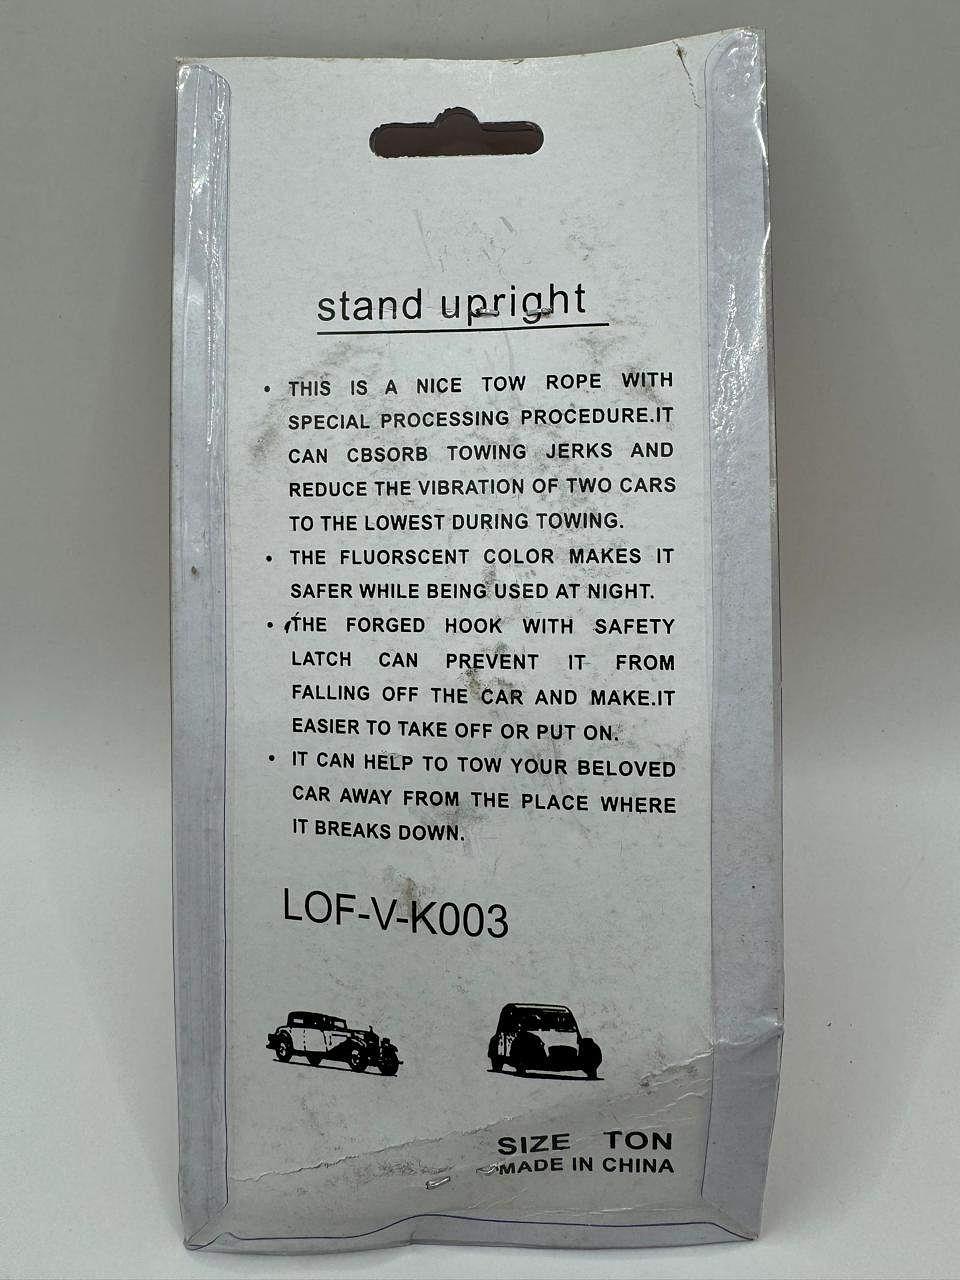 stand upright
• THIS IS A NICE TOW ROPE WITH
SPECIAL PROCESSING PROCEDURE.IT
CAN CBSORB TOWING JERKS AND
REDUCE THE VIBRATION OF TWO CARS
TO THE LOWEST DURING TOWING.
• THE FLUORSCENT COLOR MAKES IT
SAFER WHILE BEING USED AT NIGHT.
• THE FORGED HOOK WITH SAFETY
LATCH CAN PREVENT IT FROM
FALLING OFF THE CAR AND MAKE.IT
EASIER TO TAKE OFF OR PUT ON.
• IT CAN HELP TO TOW YOUR BELOVED
CAR AWAY FROM THE PLACE WHERE
IT BREAKS DOWN.
LOF-V-K003
SIZE TON
MADE IN CHINA